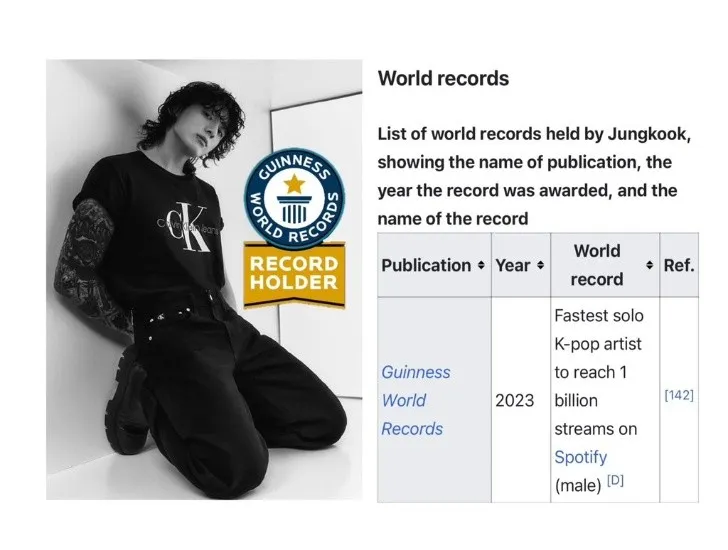 GUINNESS
WORLD RECORDS
RECORD
HOLDER
CK
Calvin Klein Jeans
World records
List of world records held by Jungkook,
showing the name of publication, the
year the record was awarded, and the
name of the record
Publication Year World
record Ref.
Guinness
World
Records
2023
Fastest solo
K-pop artist
to reach 1
billion
streams on
Spotify
(male) [D]
[142]